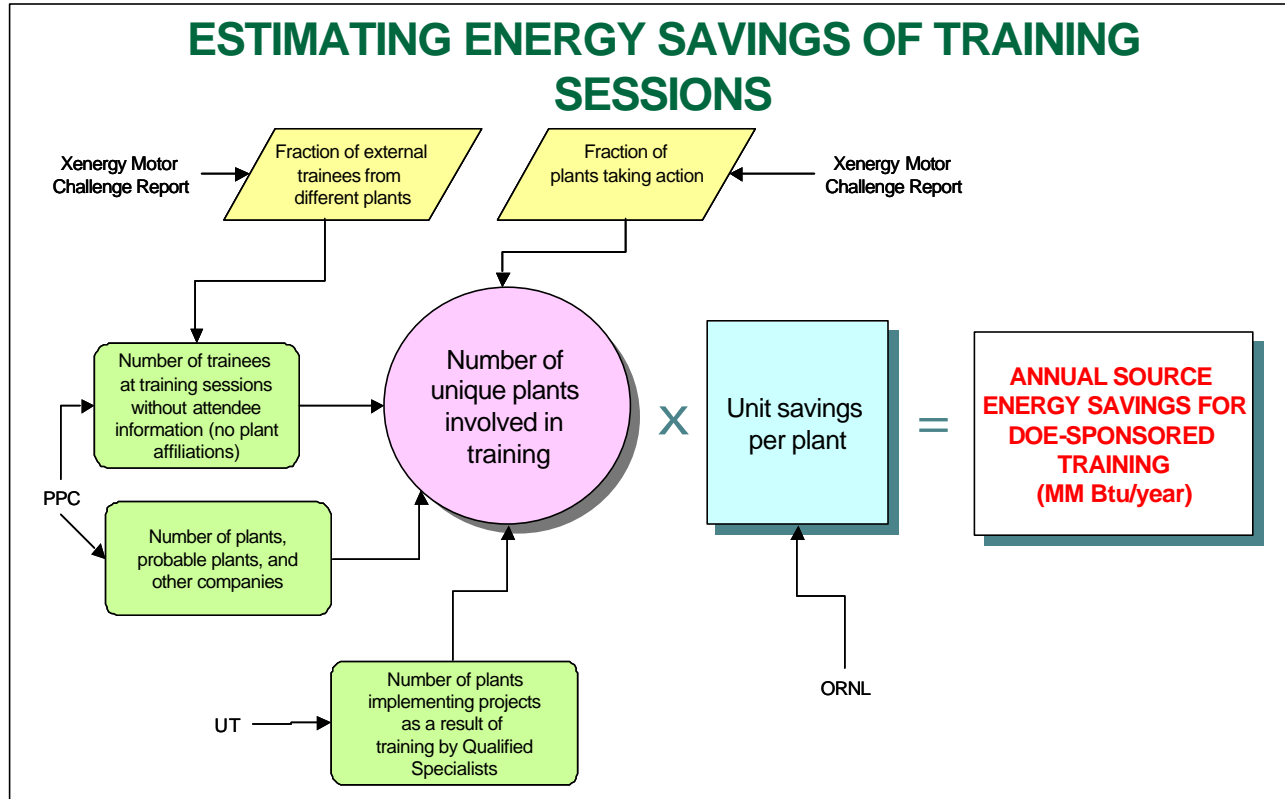 ESTIMATING ENERGY SAVINGS OF TRAINING
SESSIONS
Xenergy Motor
Challenge Report
Fraction of external
trainees from
different plants
Fraction of
plants taking action
Xenergy Motor
Challenge Report
Number of trainees
at training sessions
without attendee
information (no plant
affiliations)
PPC
Number of plants,
probable plants, and
other companies
Number of
unique plants
involved in
training
x
Unit savings
per plant
=
ANNUAL SOURCE
ENERGY SAVINGS FOR
DOE-SPONSORED
TRAINING
(MM Btu/year)
UT
Number of plants
implementing projects
as a result of
training by Qualified
Specialists
ORNL